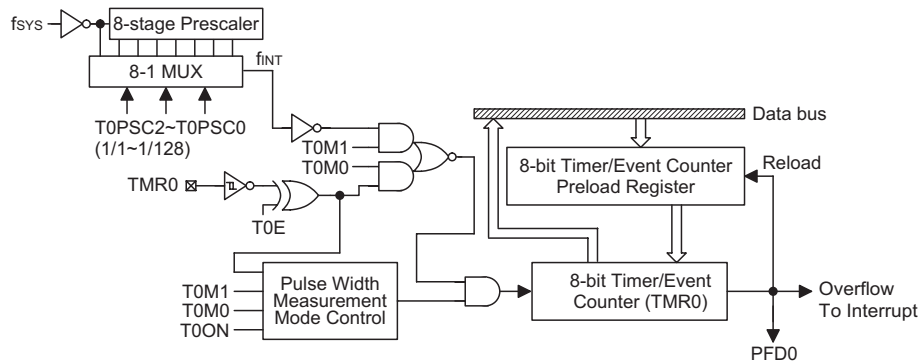 fSYS
8-stage Prescaler
8-1 MUX
fINT
T0PSC2~T0PSC0
(1/1~1/128)
T0M1
T0M0
TMR0
T0E
Data bus
8-bit Timer/Event Counter
Preload Register
Reload
T0M1
T0M0
T0ON
Pulse Width
Measurement
Mode Control
8-bit Timer/Event
Counter (TMR0)
Overflow
To Interrupt
PFD0